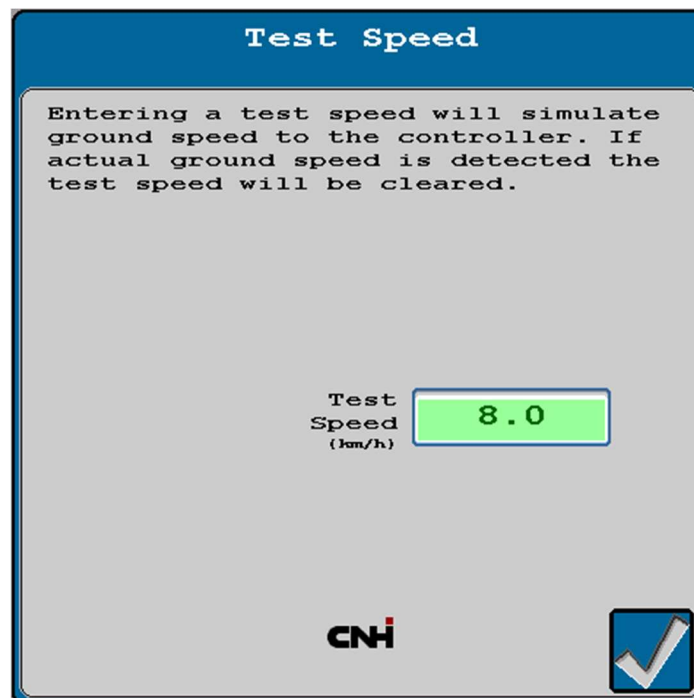 Test Speed
Entering a test speed will simulate
ground speed to the controller. If
actual ground speed is detected the
test speed will be cleared.
Test
Speed
(km/h)
8.0
CNH